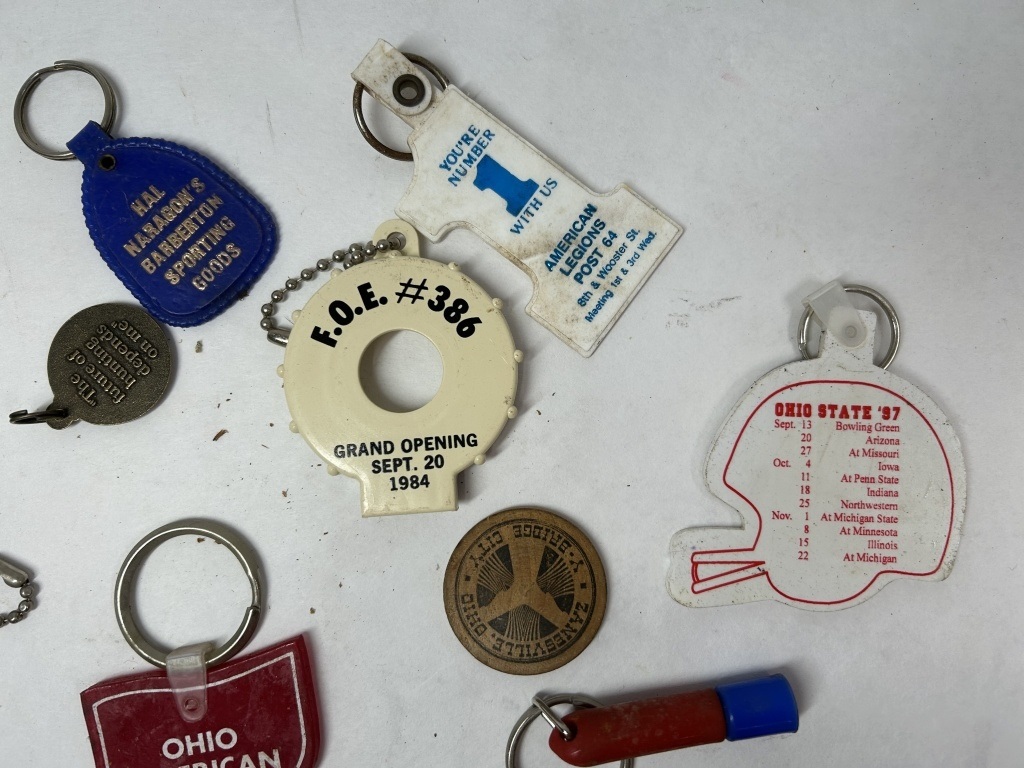 HAL
NARAGON'S
BARBERTON
SPORTING
GOODS
YOU'RE
NUMBER
1
WITH US
AMERICAN
LEGIONS
POST 64
8th & Wooster St.
Meeting 1st & 3rd Wed.
"The
future of
hunting
depends
on me"
F.O.E. #386
GRAND OPENING
SEPT. 20
1984
OHIO STATE '97
Sept. 13 Bowling Green
20 Arizona
27 At Missouri
Oct. 4 Iowa
11 At Penn State
18 Indiana
25 Northwestern
Nov. 1 At Michigan State
8 At Minnesota
15 Illinois
22 At Michigan
ZANESVILLE, OHIO
Y-BRIDGE CITY
OHIO